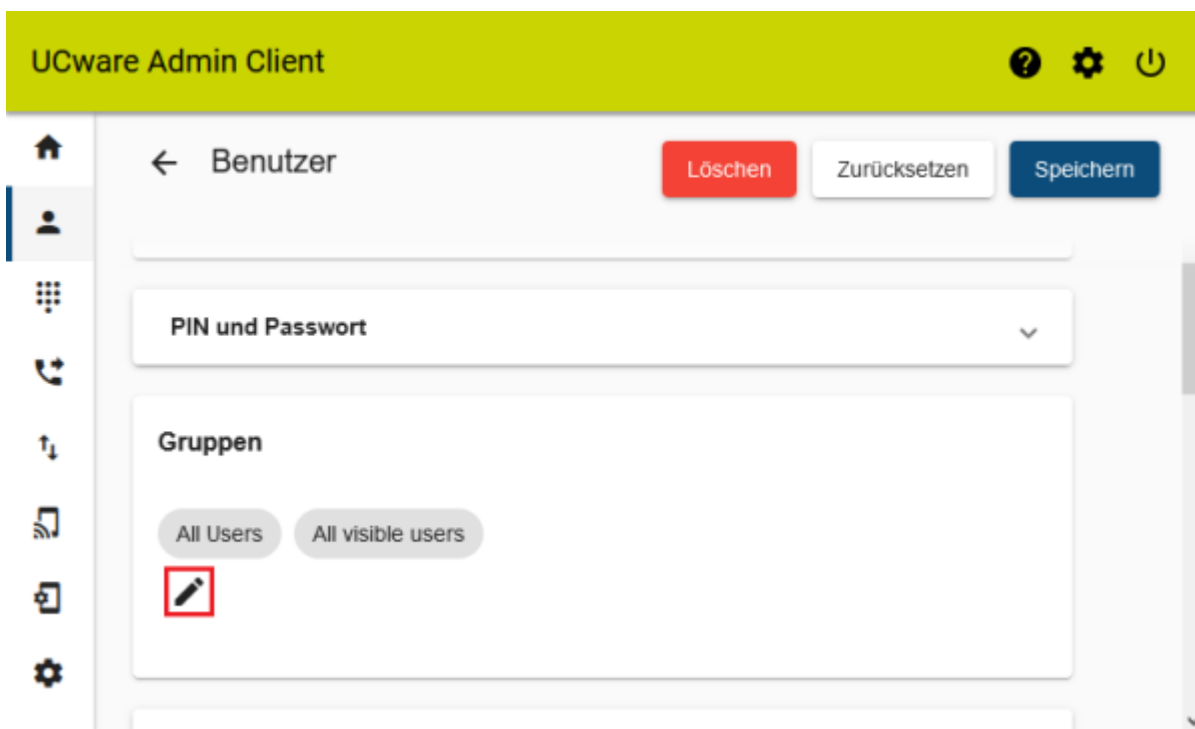 UCware Admin Client
Benutzer
Löschen
Zurücksetzen
Speichern
PIN und Passwort
Gruppen
All Users
All visible users